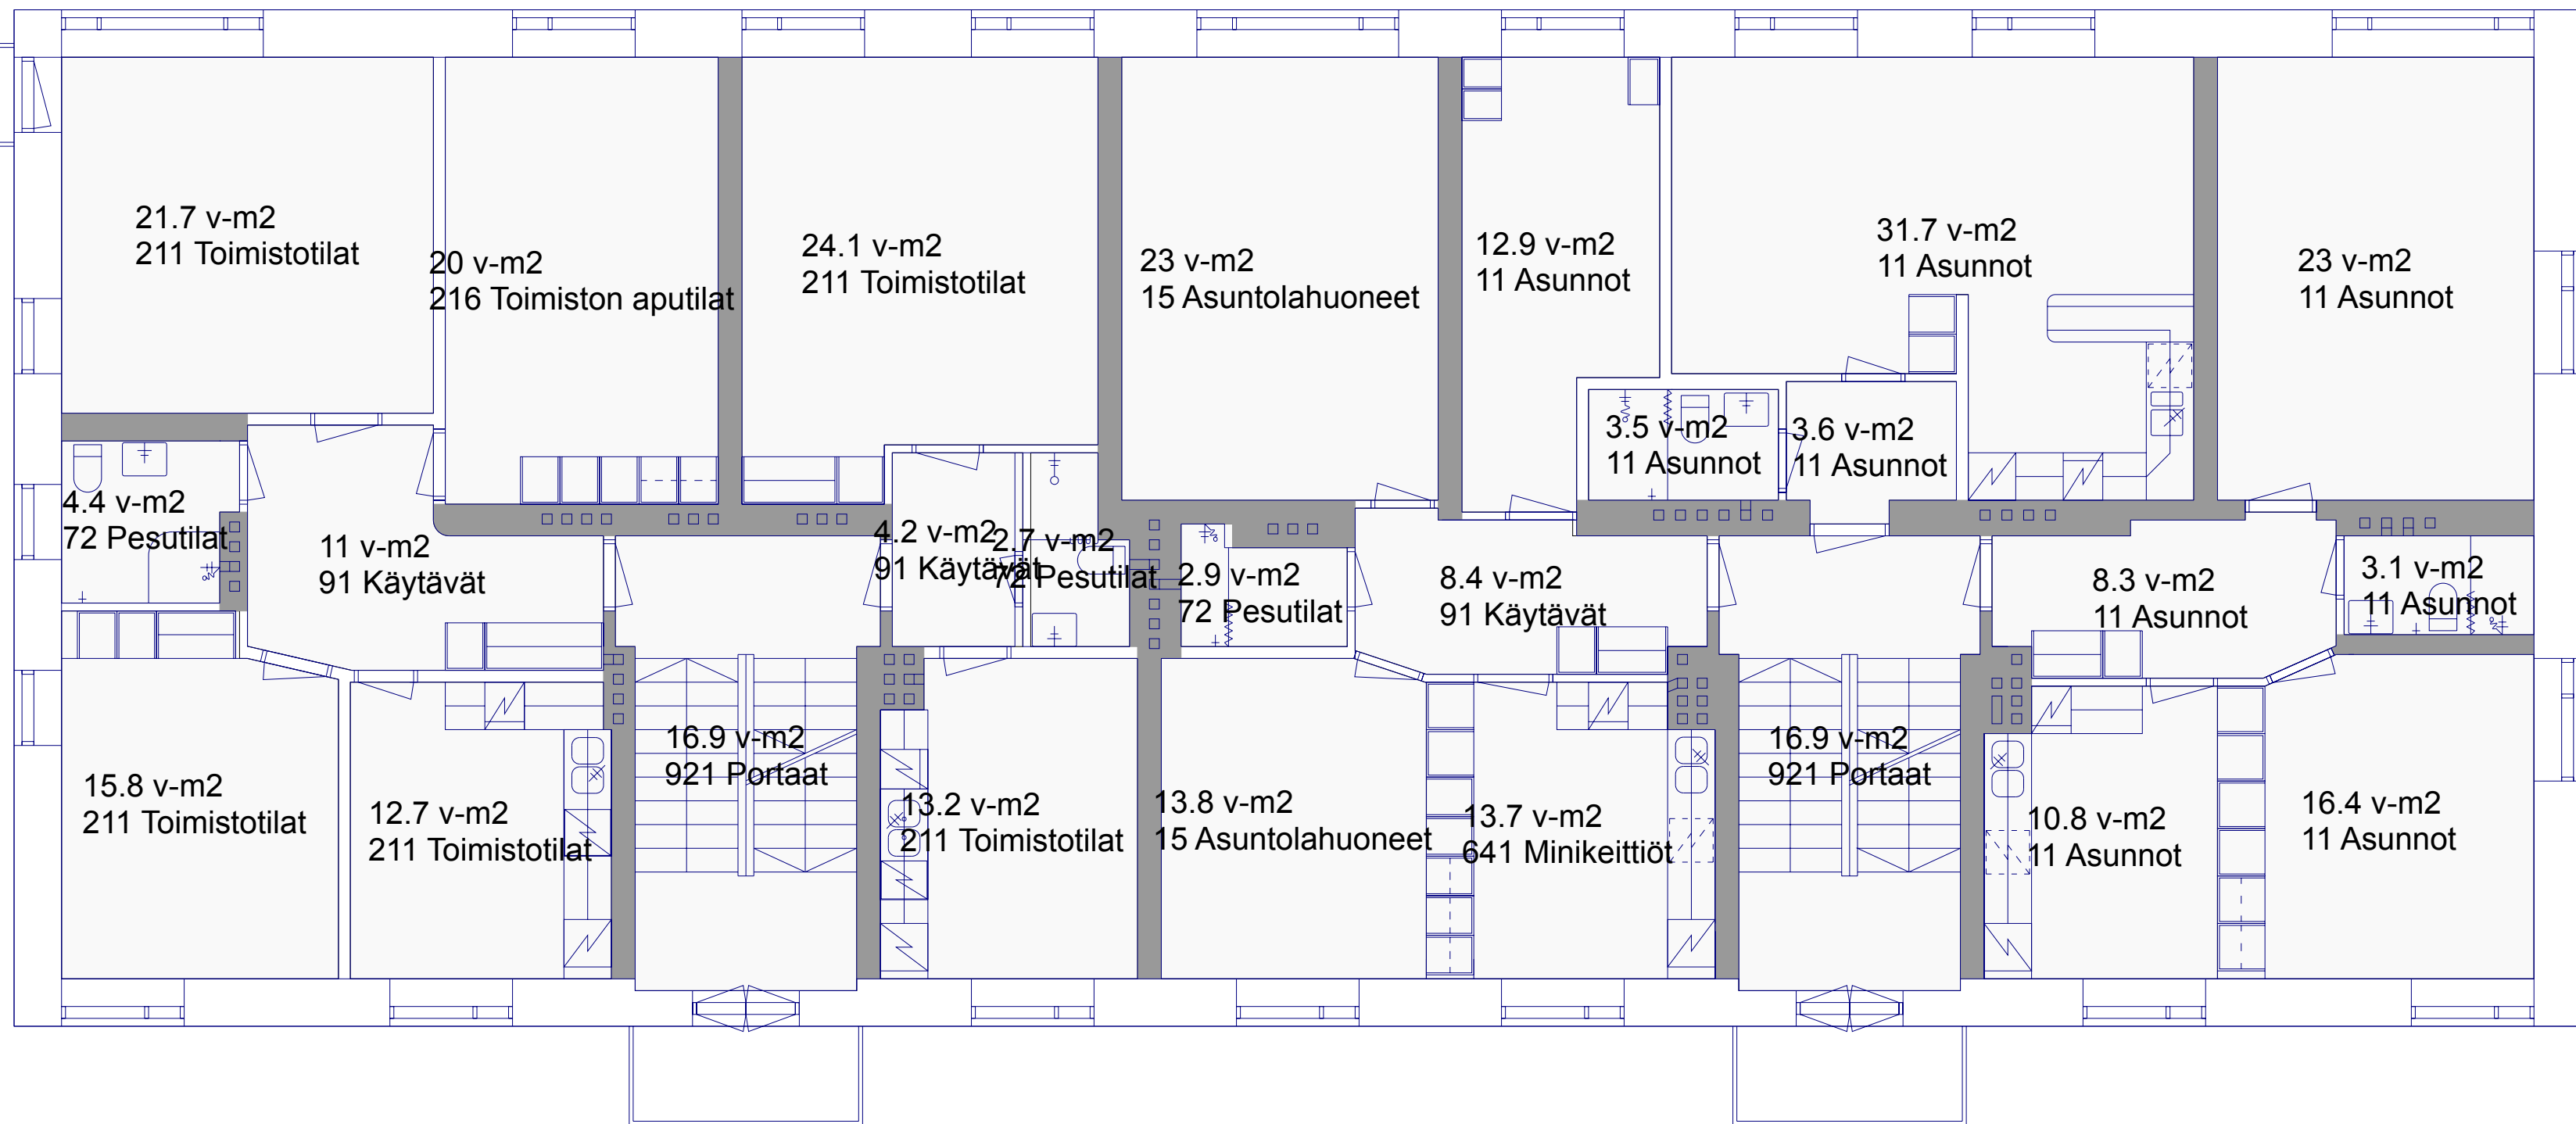 21.7 v-m2
211 Toimistotilat
20 v-m2
216 Toimiston aputilat
24.1 v-m2
211 Toimistotilat
23 v-m2
15 Asuntolahuoneet
12.9 v-m2
11 Asunnot
31.7 v-m2
11 Asunnot
23 v-m2
11 Asunnot
3.5 v-m2
11 Asunnot
3.6 v-m2
11 Asunnot
4.4 v-m2
72 Pesutilat
11 v-m2
91 Käytävät
4.2 v-m2
91 Käytävät
2.7 v-m2
72 Pesutilat
2.9 v-m2
72 Pesutilat
8.4 v-m2
91 Käytävät
8.3 v-m2
11 Asunnot
3.1 v-m2
11 Asunnot
15.8 v-m2
211 Toimistotilat
12.7 v-m2
211 Toimistotilat
16.9 v-m2
921 Portaat
13.2 v-m2
211 Toimistotilat
13.8 v-m2
15 Asuntolahuoneet
13.7 v-m2
641 Minikeittiöt
16.9 v-m2
921 Portaat
10.8 v-m2
11 Asunnot
16.4 v-m2
11 Asunnot